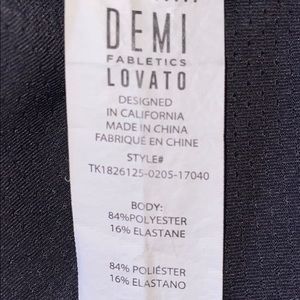 DEMI
FABLETICS
LOVATO
DESIGNED
IN CALIFORNIA
MADE IN CHINA
FABRIQUÉ EN CHINE
STYLE#
TK1826125-0205-17040
BODY:
84%POLYESTER
16% ELASTANE
84% POLIÉSTER
16% ELASTANO